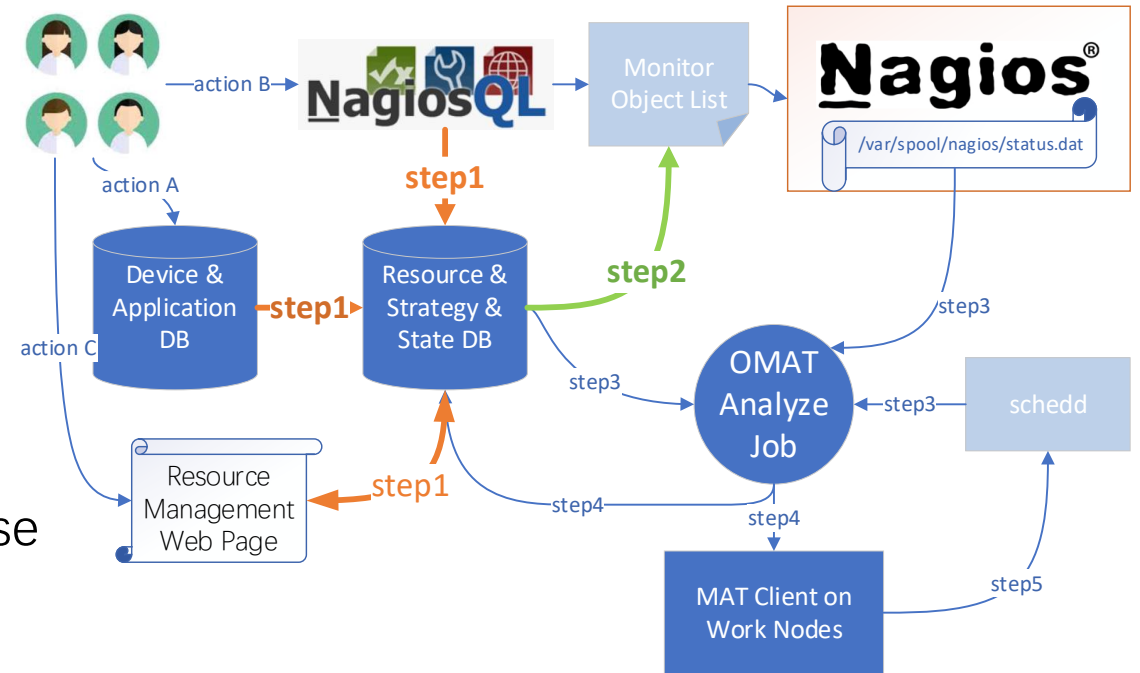 action B
NagiosQL
Monitor
Object List
Nagios®
/var/spool/nagios/status.dat
action A
step1
Device &
Application
DB
step1
Resource &
Strategy &
State DB
step2
step3
action C
step3
OMAT
Analyze
Job
step3
schedd
Resource
Management
Web Page
step1
step4
step4
se
MAT Client on
Work Nodes
step5